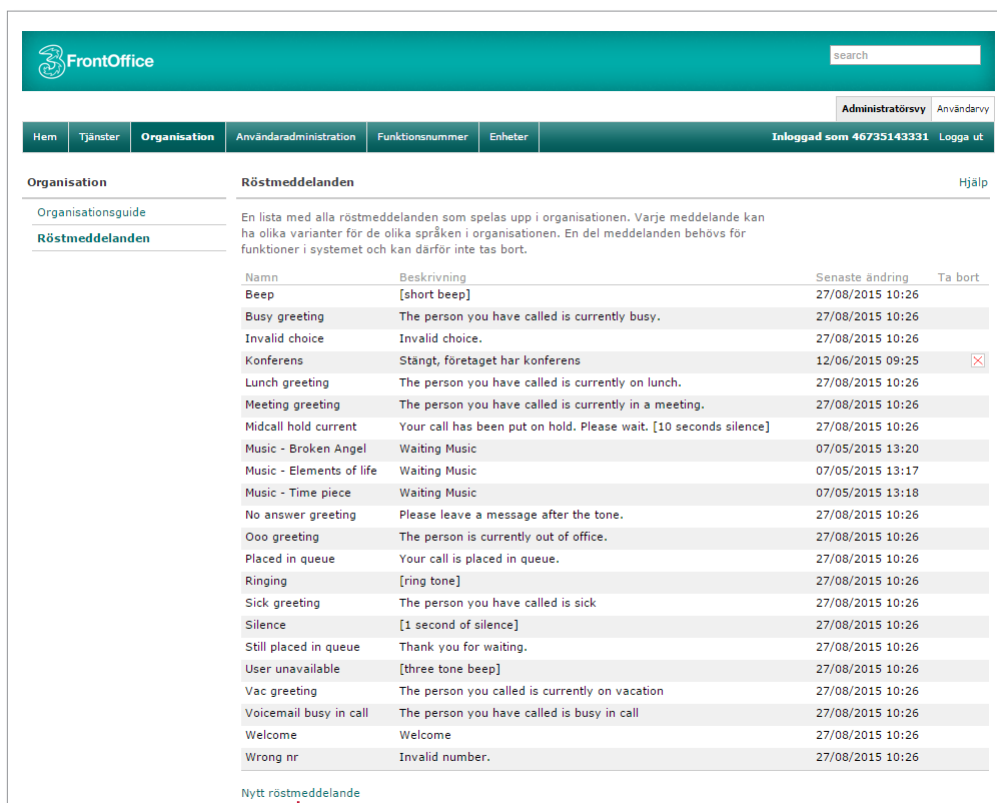 3 FrontOffice
search
Administratörsvy Användarvy
Hem Tjänster Organisation Användaradministration Funktionsnummer Enheter Inloggad som 46735143331 Logga ut
Organisation
Organisationsguide
Röstmeddelanden
Röstmeddelanden Hjälp
En lista med alla röstmeddelanden som spelas upp i organisationen. Varje meddelande kan
ha olika varianter för de olika språken i organisationen. En del meddelanden behövs för
funktioner i systemet och kan därför inte tas bort.
Namn Beskrivning Senaste ändring Ta bort
Beep [short beep] 27/08/2015 10:26
Busy greeting The person you have called is currently busy. 27/08/2015 10:26
Invalid choice Invalid choice. 27/08/2015 10:26
Konferens Stängt, företaget har konferens 12/06/2015 09:25
Lunch greeting The person you have called is currently on lunch. 27/08/2015 10:26
Meeting greeting The person you have called is currently in a meeting. 27/08/2015 10:26
Midcall hold current Your call has been put on hold. Please wait. [10 seconds silence] 27/08/2015 10:26
Music - Broken Angel Waiting Music 07/05/2015 13:20
Music - Elements of life Waiting Music 07/05/2015 13:17
Music - Time piece Waiting Music 07/05/2015 13:18
No answer greeting Please leave a message after the tone. 27/08/2015 10:26
Ooo greeting The person is currently out of office. 27/08/2015 10:26
Placed in queue Your call is placed in queue. 27/08/2015 10:26
Ringing [ring tone] 27/08/2015 10:26
Sick greeting The person you have called is sick 27/08/2015 10:26
Silence [1 second of silence] 27/08/2015 10:26
Still placed in queue Thank you for waiting. 27/08/2015 10:26
User unavailable [three tone beep] 27/08/2015 10:26
Vac greeting The person you called is currently on vacation 27/08/2015 10:26
Voicemail busy in call The person you have called is busy in call 27/08/2015 10:26
Welcome Welcome 27/08/2015 10:26
Wrong nr Invalid number. 27/08/2015 10:26
Nytt röstmeddelande